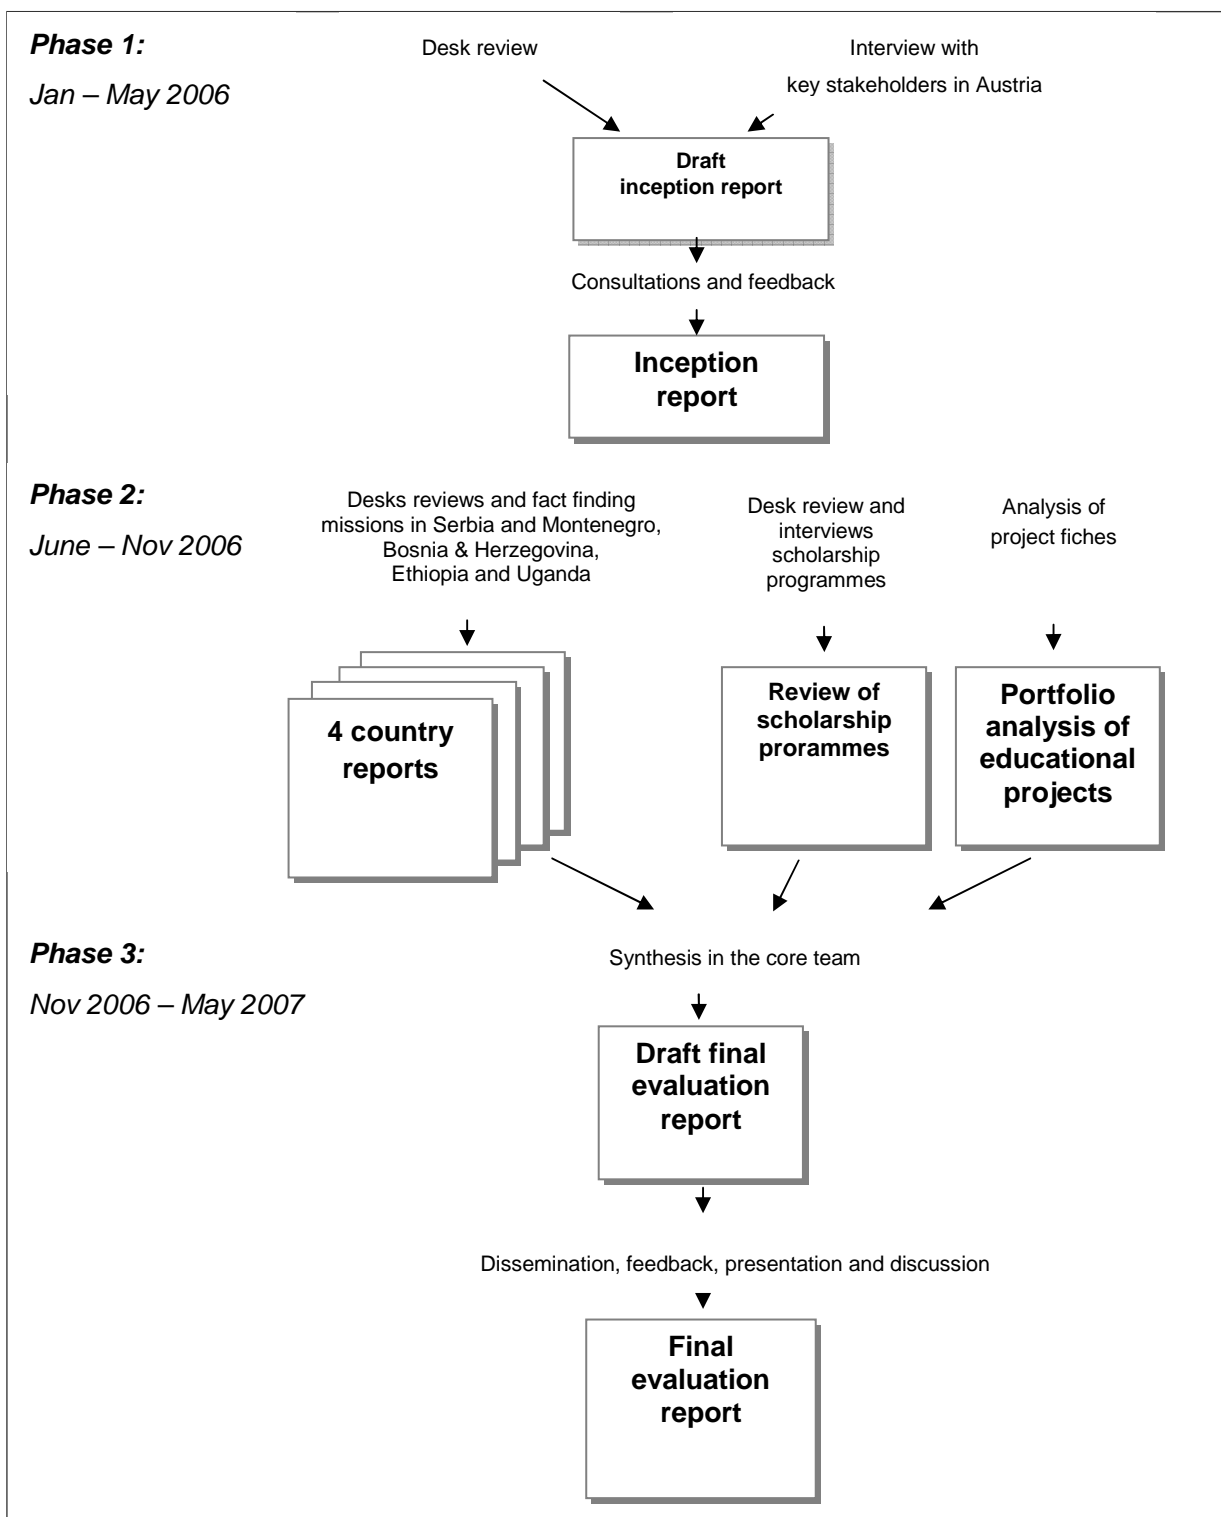 Phase 1:
Jan – May 2006
Desk review
Interview with
key stakeholders in Austria
Draft
inception report
Consultations and feedback
Inception
report
Phase 2:
June – Nov 2006
Desks reviews and fact finding
missions in Serbia and Montenegro,
Bosnia & Herzegovina,
Ethiopia and Uganda
Desk review and
interviews
scholarship
programmes
Analysis of
project fiches
4 country
reports
Review of
scholarship
prorammes
Portfolio
analysis of
educational
projects
Phase 3:
Nov 2006 – May 2007
Synthesis in the core team
Draft final
evaluation
report
Dissemination, feedback, presentation and discussion
Final
evaluation
report